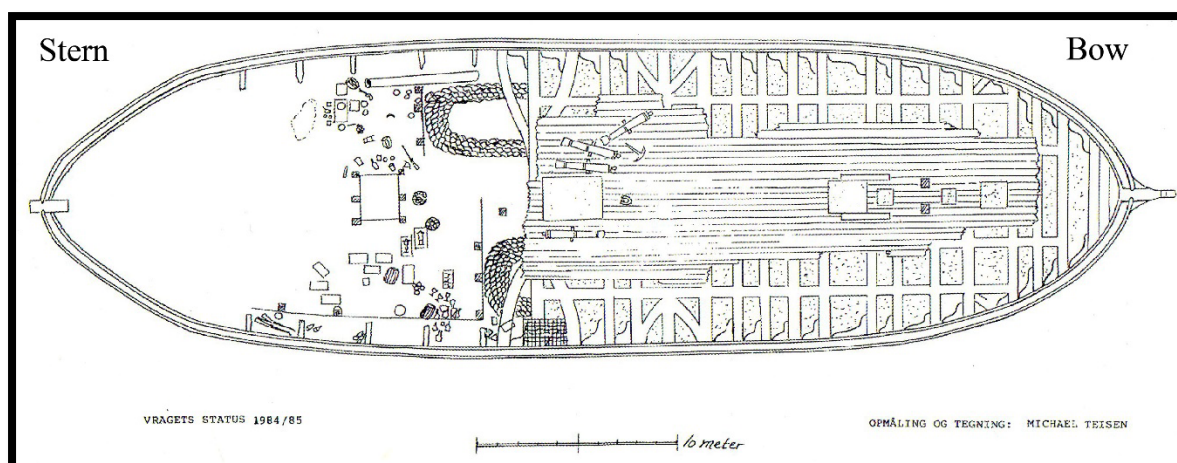 Stern
Bow
VRAGETS STATUS 1984/85
OPMÅLING OG TEGNING: MICHAEL TEISEN
10 meter